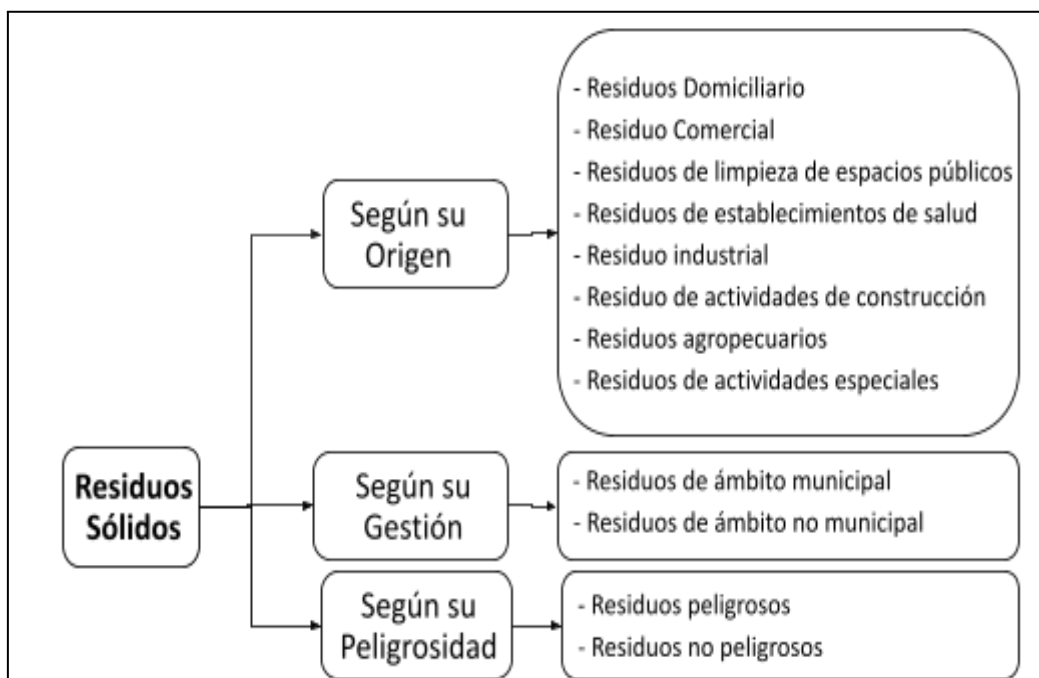 Residuos
Sólidos
Según su
Origen
- Residuos Domiciliario
- Residuo Comercial
- Residuos de limpieza de espacios públicos
- Residuos de establecimientos de salud
- Residuo industrial
- Residuo de actividades de construcción
- Residuos agropecuarios
- Residuos de actividades especiales
Según su
Gestión
- Residuos de ámbito municipal
- Residuos de ámbito no municipal
Según su
Peligrosidad
- Residuos peligrosos
- Residuos no peligrosos